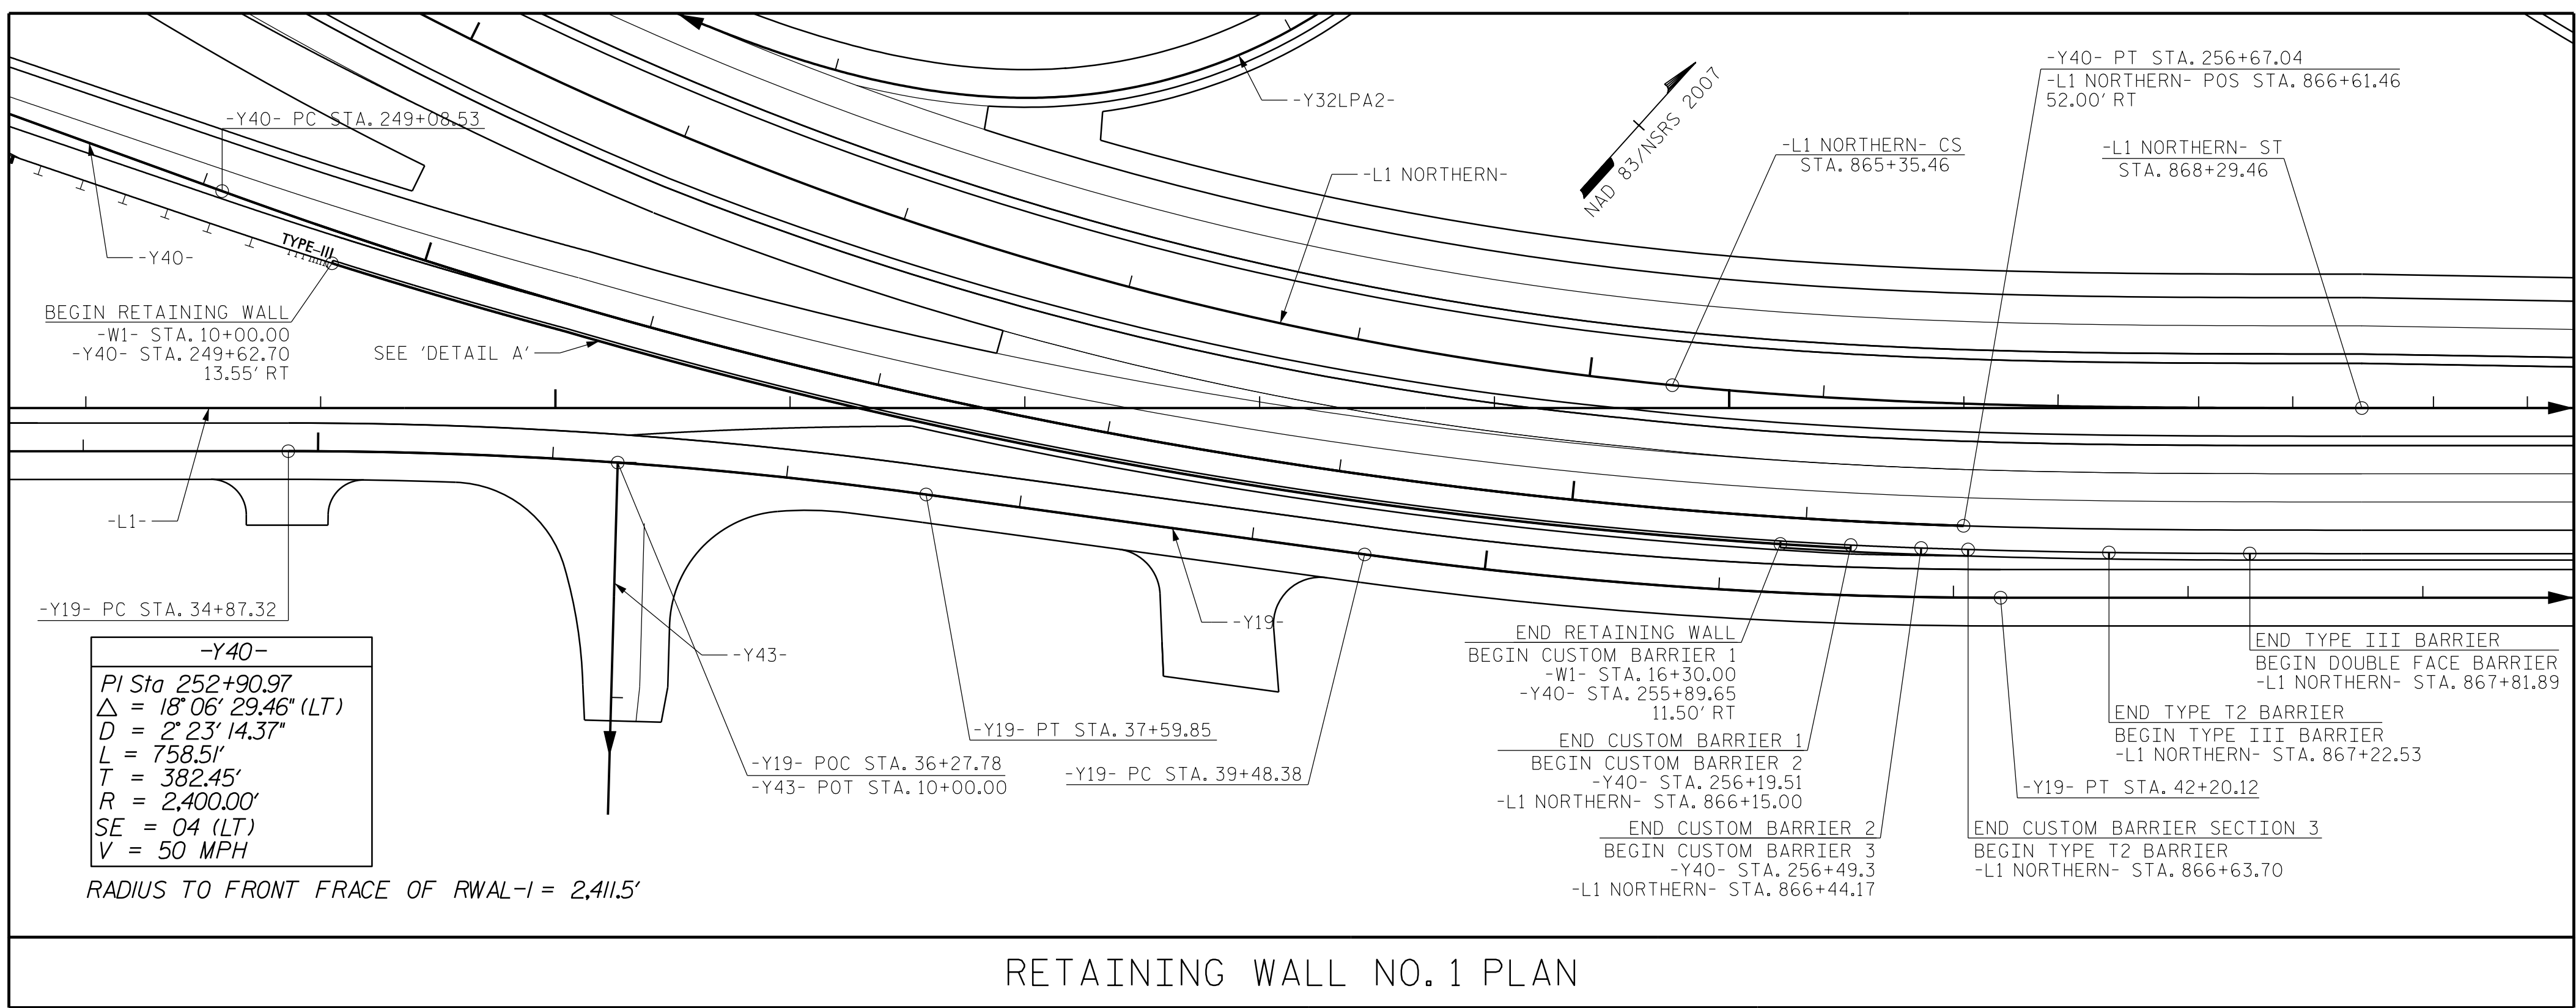 -Y40- PT STA. 256+67.04
-L1 NORTHERN- POS STA. 866+61.46
52.00' RT
-Y32LPA2-
-Y40- PC STA. 249+08.53
NAD 83/NSRS 2007
-L1 NORTHERN- CS
STA. 865+35.46
-L1 NORTHERN- ST
STA. 868+29.46
-L1 NORTHERN-
-Y40-
TYPE-III
BEGIN RETAINING WALL
-W1- STA. 10+00.00
-Y40- STA. 249+62.70
13.55' RT
SEE 'DETAIL A'
-L1-
-Y19- PC STA. 34+87.32
-Y43-
-Y19-
-Y19- PT STA. 37+59.85
-Y19- POC STA. 36+27.78
-Y43- POT STA. 10+00.00
-Y19- PC STA. 39+48.38
END RETAINING WALL
BEGIN CUSTOM BARRIER 1
-W1- STA. 16+30.00
-Y40- STA. 255+89.65
11.50' RT
END CUSTOM BARRIER 1
BEGIN CUSTOM BARRIER 2
-Y40- STA. 256+19.51
-L1 NORTHERN- STA. 866+15.00
END CUSTOM BARRIER 2
BEGIN CUSTOM BARRIER 3
-Y40- STA. 256+49.3
-L1 NORTHERN- STA. 866+44.17
END TYPE III BARRIER
BEGIN DOUBLE FACE BARRIER
-L1 NORTHERN- STA. 867+81.89
END TYPE T2 BARRIER
BEGIN TYPE III BARRIER
-L1 NORTHERN- STA. 867+22.53
-Y19- PT STA. 42+20.12
END CUSTOM BARRIER SECTION 3
BEGIN TYPE T2 BARRIER
-L1 NORTHERN- STA. 866+63.70
-Y40-
PI Sta 252+90.97
△ = 18° 06' 29.46" (LT)
D = 2° 23' 14.37"
L = 758.51'
T = 382.45'
R = 2,400.00'
SE = 04 (LT)
V = 50 MPH
RADIUS TO FRONT FRACE OF RWAL-1 = 2,411.5'
RETAINING WALL NO. 1 PLAN